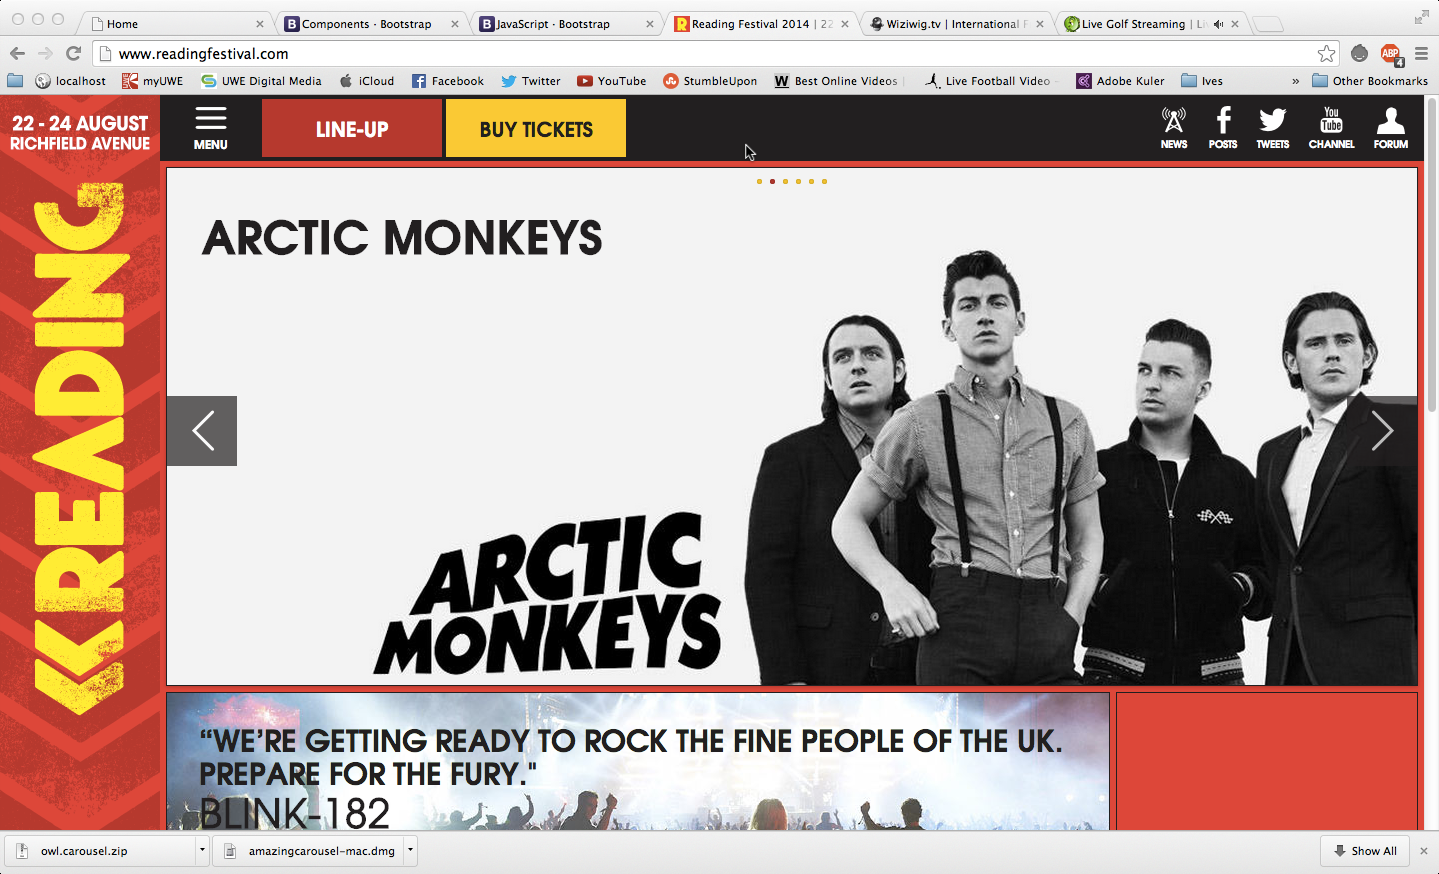 Home
Components · Bootstrap
JavaScript · Bootstrap
Reading Festival 2014 | 22
Wiziwig.tv | International F
Live Golf Streaming | Li
www.readingfestival.com
ABP
4
localhost
myUWE
UWE Digital Media
iCloud
Facebook
Twitter
YouTube
StumbleUpon
Best Online Videos |
Live Football Video -
Adobe Kuler
Ives
»
Other Bookmarks
22 - 24 AUGUST
RICHFIELD AVENUE
READING
MENU
LINE-UP
BUY TICKETS
NEWS
POSTS
TWEETS
You
Tube
CHANNEL
FORUM
ARCTIC MONKEYS
ARCTIC
MONKEYS
“WE’RE GETTING READY TO ROCK THE FINE PEOPLE OF THE UK.
PREPARE FOR THE FURY."
BLINK-182
owl.carousel.zip
amazingcarousel-mac.dmg
Show All